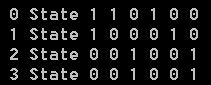 0 State 1 1 0 1 0 0
1 State 1 0 0 0 1 0
2 State 0 0 1 0 0 1
3 State 0 0 1 0 0 1